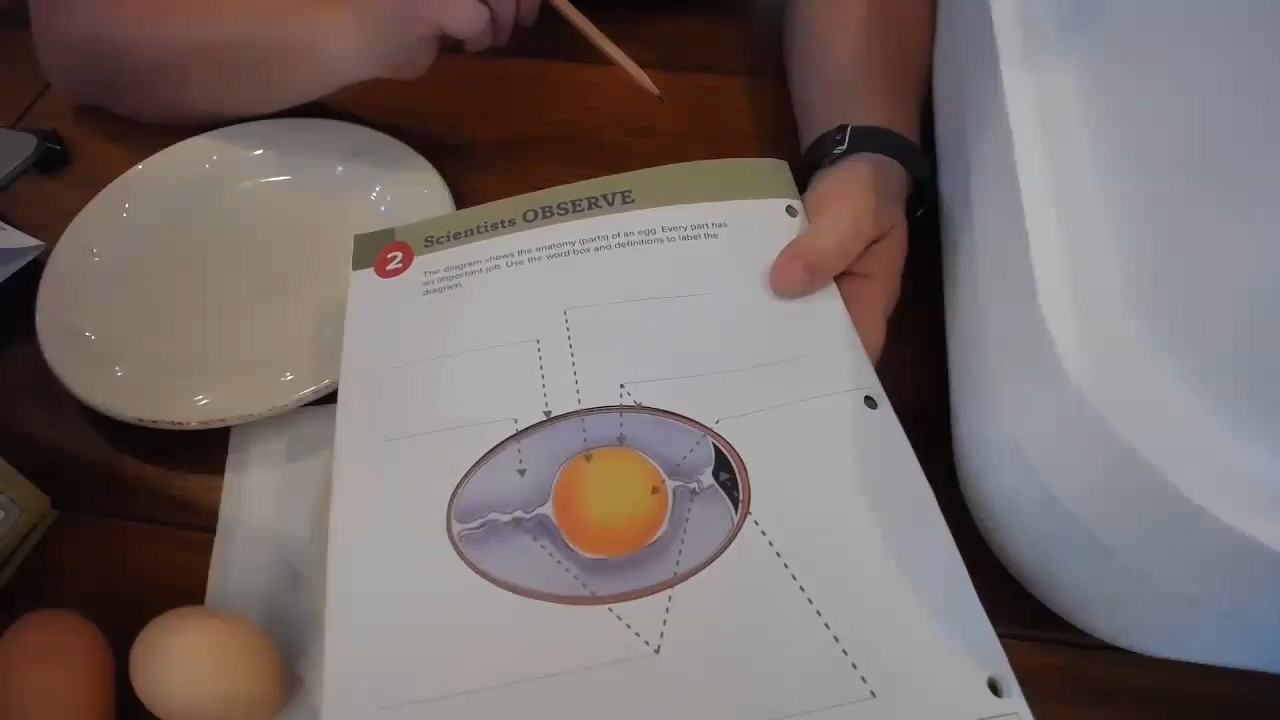 Scientists OBSERVE
2
The diagram shows the anatomy (parts) of an egg. Every part has
an important job. Use the word box and definitions to label the
diagram.